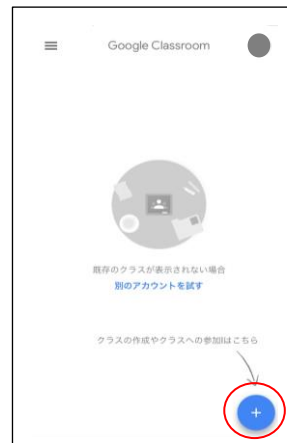 Google Classroom
既存のクラスが表示されない場合
別のアカウントを試す
クラスの作成やクラスへの参加はこちら
+